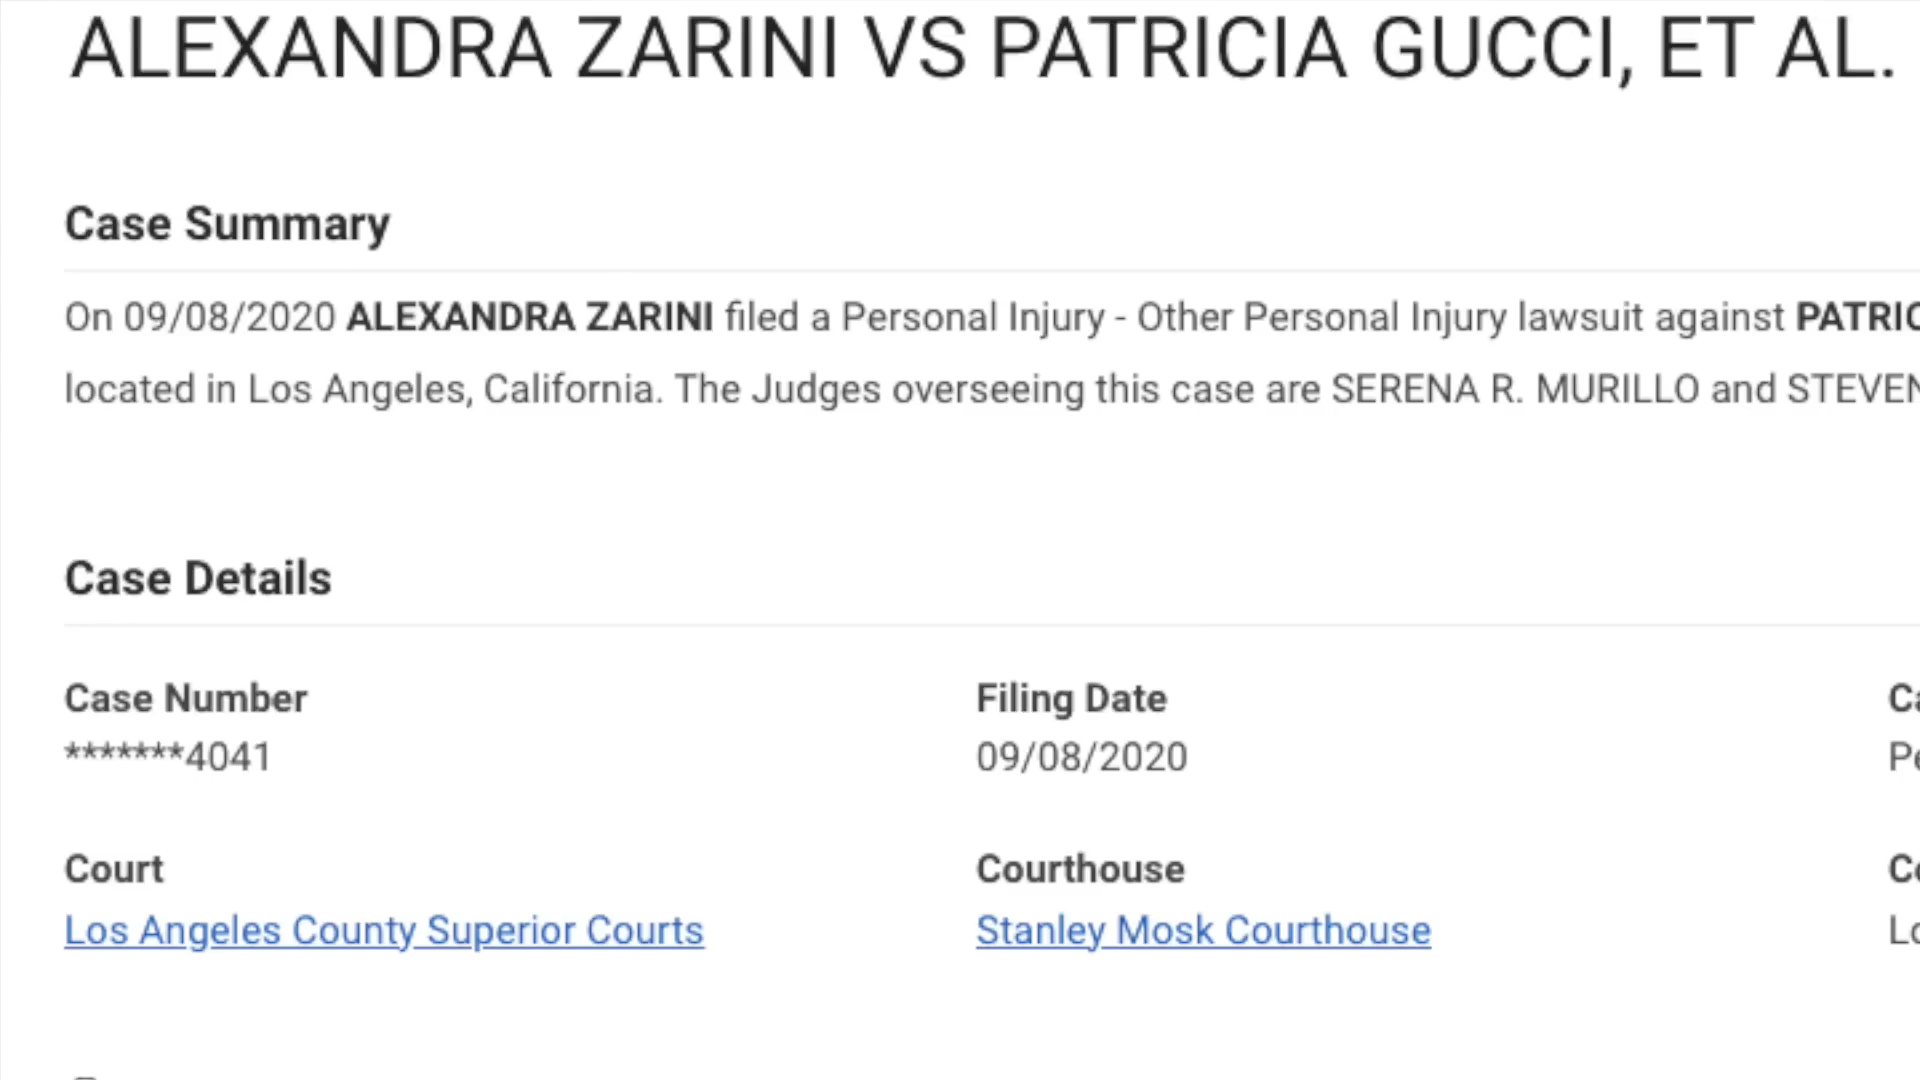 ALEXANDRA ZARINI VS PATRICIA GUCCI, ET AL.
Case Summary
On 09/08/2020 ALEXANDRA ZARINI filed a Personal Injury - Other Personal Injury lawsuit against
located in Los Angeles, California. The Judges overseeing this case are SERENA R. MURILLO and STEVEN
Case Details
Case Number
Filing Date
*******4041
09/08/2020
Court
Courthouse
Los Angeles County Superior Courts
Stanley Mosk Courthouse